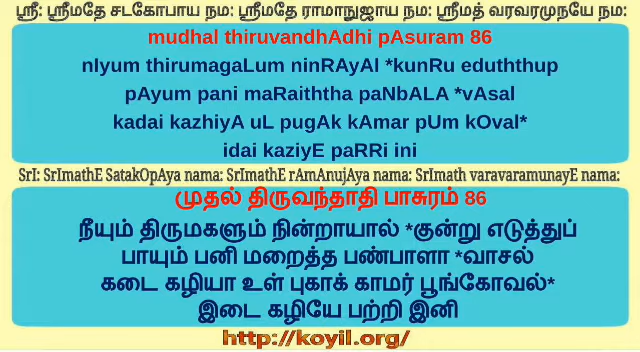 ஸ்ரீ: ஸ்ரீமதே சடகோபாய நம: ஸ்ரீமதே ராமாநுஜாய நம: ஸ்ரீமத் வரவரமுநயே நம:
mudhal thiruvandhAdhi pAsuram 86
nIyum thirumagaLum ninRAyAl *kunRu eduththup
pAyum pani maRaiththa paNbALA *vAsal
kadai kazhiyA uL pugAk kAmar pUm kOval*
idai kaziyE paRRi ini
SrI: SrImathE SatakOpAya nama: SrImathE rAmAnujAya nama: SrImath varavaramunayE nama:
முதல் திருவந்தாதி பாசுரம் 86
நீயும் திருமகளும் நின்றாயால் *குன்று எடுத்துப்
பாயும் பனி மறைத்த பண்பாளா *வாசல்
கடை கழியா உள் புகாக் காமர் பூங்கோவல்*
இடை கழியே பற்றி இனி
http://koyil.org/